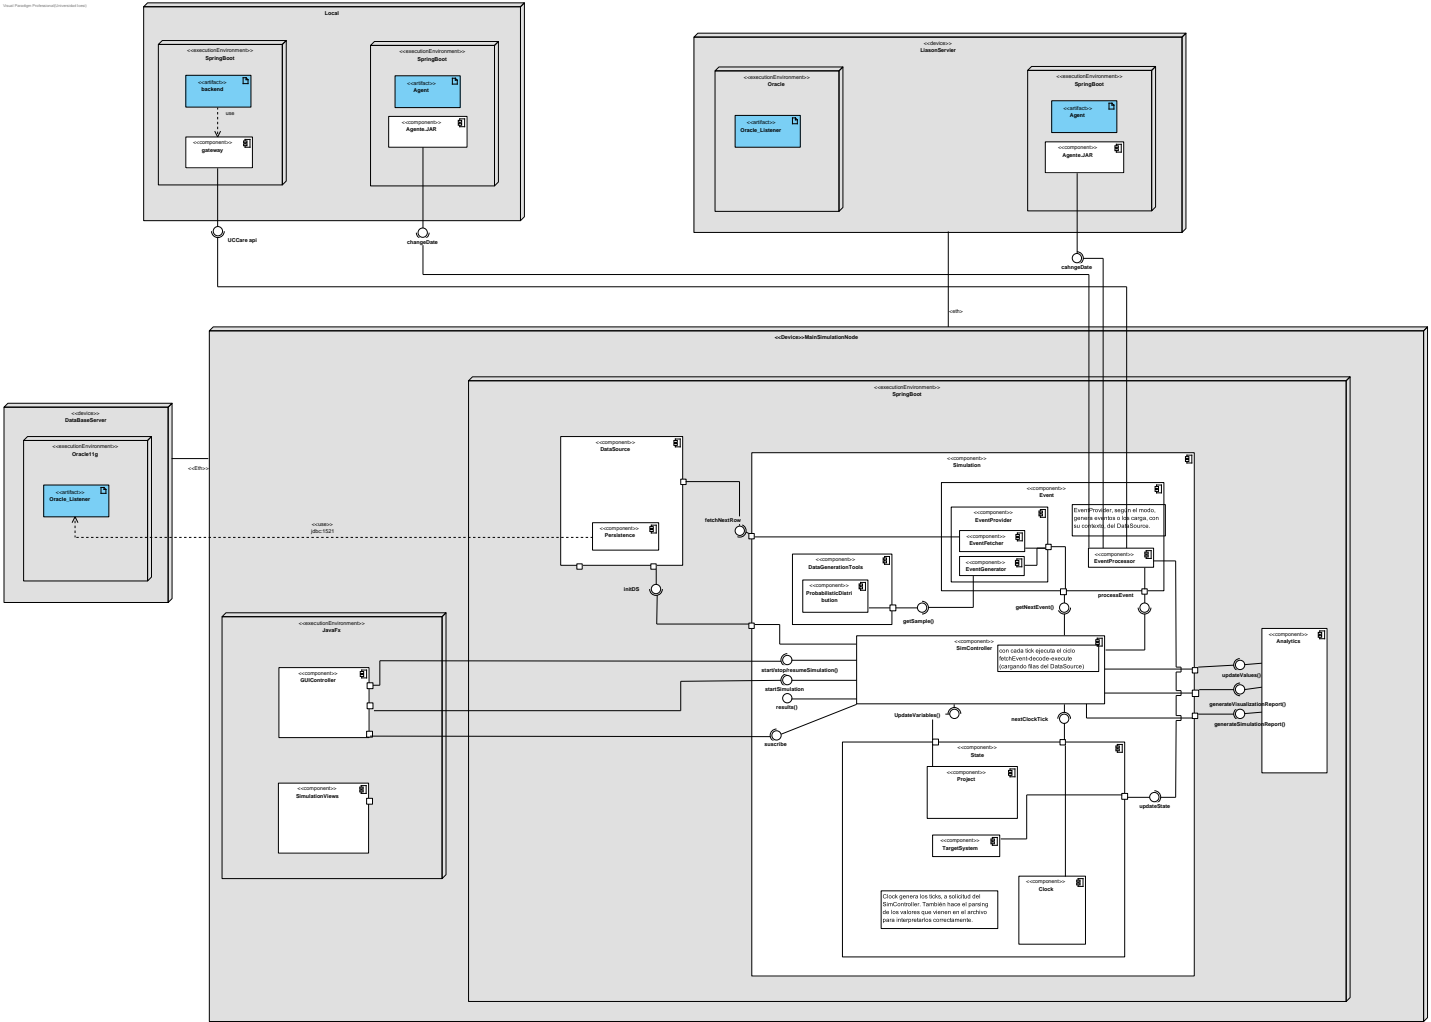 Visual Paradigm Professional(Universidad Icesi)
Local
<<executionEnvironment>>
SpringBoot
<<artifact>>
backend
use
<<component>>
gateway
<<executionEnvironment>>
SpringBoot
<<artifact>>
Agent
<<component>>
Agente.JAR
UCCare api
changeDate
<<device>>
LiasonServler
<<executionEnvironment>>
Oracle
<<artifact>>
Oracle_Listener
<<executionEnvironment>>
SpringBoot
<<artifact>>
Agent
<<component>>
Agente.JAR
cahngeDate
<eth>
<<Device>>MainSimulationNode
<<device>>
DataBaseServer
<<executionEnvironment>>
Oracle11g
<<artifact>>
Oracle_Listener
<<Eth>>
<<use>>
jdbc:1521
<<executionEnvironment>>
SpringBoot
<<component>>
DataSource
<<component>>
Persistence
fetchNextRow
initDS
<<component>>
Simulation
<<component>>
Event
<<component>>
EventProvider
<<component>>
EventFetcher
<<component>>
EventGenerator
EventProvider, según el modo,
genera eventos o los carga, con
su contexto, del DataSource.
<<component>>
EventProcessor
<<component>>
DataGenerationTools
<<component>>
ProbabilisticDistri
bution
getSample()
getNextEvent()
processEvent
<<component>>
SimController
con cada tick ejecuta el ciclo
fetchEvent-decode-execute
(cargando filas del DataSource)
start/stop/resumeSimulation()
startSimulation
results()
suscribe
UpdateVariables()
nextClockTick
<<component>>
Analytics
updateValues()
generateVisualizationReport()
generateSimulationReport()
<<executionEnvironment>>
JavaFs
<<component>>
GUIController
<<component>>
SimulationViews
<<component>>
State
<<component>>
Project
updateState
<<component>>
TargetSystem
<<component>>
Clock
Clock genera los ticks, a solicitud del
SimController. También hace el parsing
de los valores que vienen en el archivo
para interpretarlos correctamente.